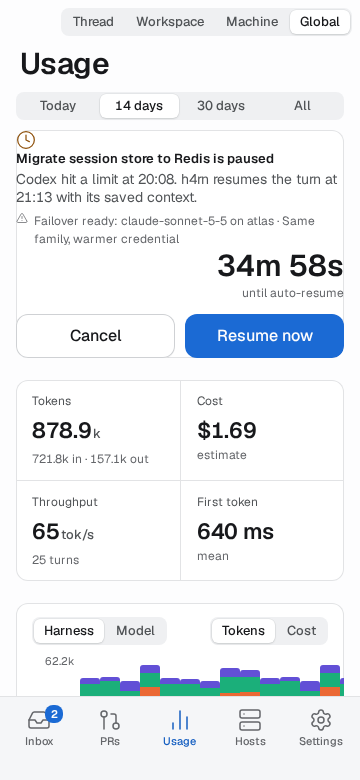 Thread Workspace Machine Global
Usage
Today 14 days 30 days All
Migrate session store to Redis is paused
Codex hit a limit at 20:08. h4m resumes the turn at
21:13 with its saved context.
Failover ready: claude-sonnet-5-5 on atlas · Same
family, warmer credential
34m 58s
until auto-resume
Cancel Resume now
Tokens Cost
878.9k $1.69
721.8k in · 157.1k out estimate
Throughput First token
65 tok/s 640 ms
25 turns mean
Harness Model Tokens Cost
62.2k
2
Inbox PRs Usage Hosts Settings